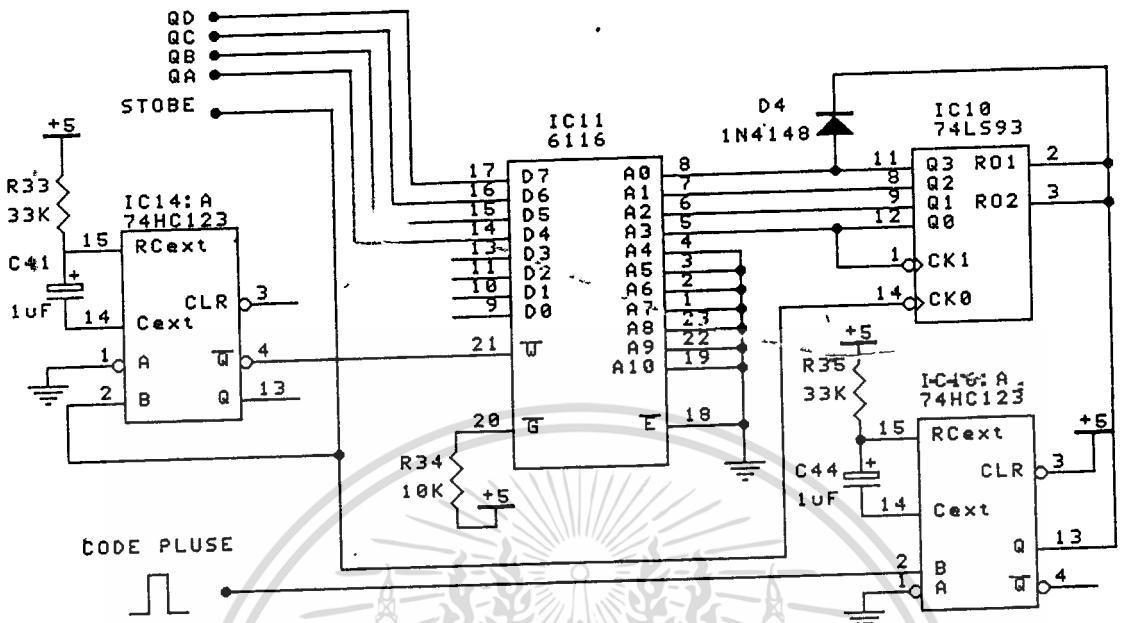 QD
QC
QB
QA
STOBE
+5
R33
33K
C41
1uF
IC14:A
74HC123
15
RCext
14
Cext
CLR
3
1
A
Q
4
2
B
Q
13
IC11
6116
17
D7
16
D6
15
D5
14
D4
13
D3
11
D2
10
D1
9
D0
21
W
20
G
A0
8
A1
7
A2
6
A3
5
A4
4
A5
3
A6
2
A7
1
A8
23
A9
22
A10
19
E
18
R34
10K
+5
D4
1N4148
IC10
74LS93
11
Q3
8
Q2
9
Q1
12
Q0
RO1
2
RO2
3
1
CK1
14
CK0
+5
R35
33K
C44
1uF
74HC123
15
RCext
14
Cext
+5
CLR
3
Q
13
2
B
1
A
Q
4
CODE PLUSE